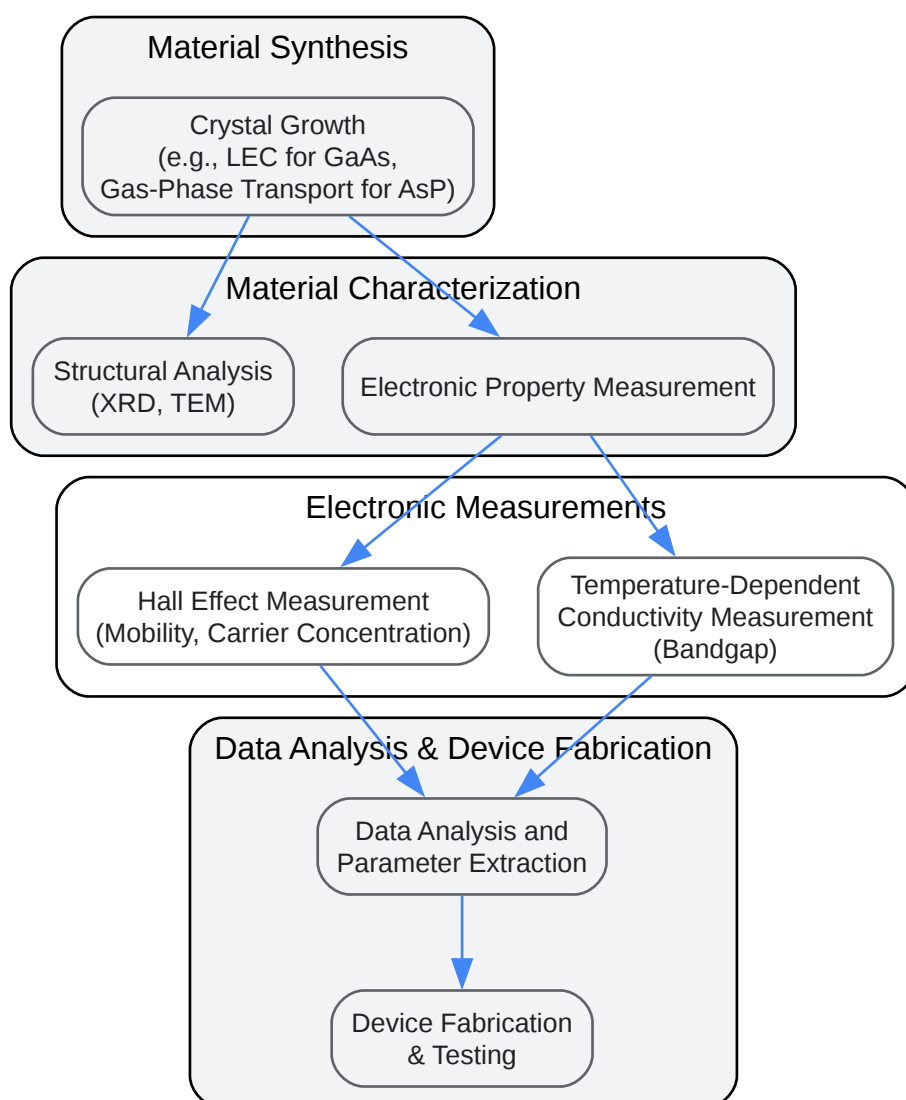 Material Synthesis
Crystal Growth
(e.g., LEC for GaAs,
Gas-Phase Transport for AsP)
Material Characterization
Structural Analysis
(XRD, TEM)
Electronic Property Measurement
Electronic Measurements
Hall Effect Measurement
(Mobility, Carrier Concentration)
Temperature-Dependent
Conductivity Measurement
(Bandgap)
Data Analysis & Device Fabrication
Data Analysis and
Parameter Extraction
Device Fabrication
& Testing